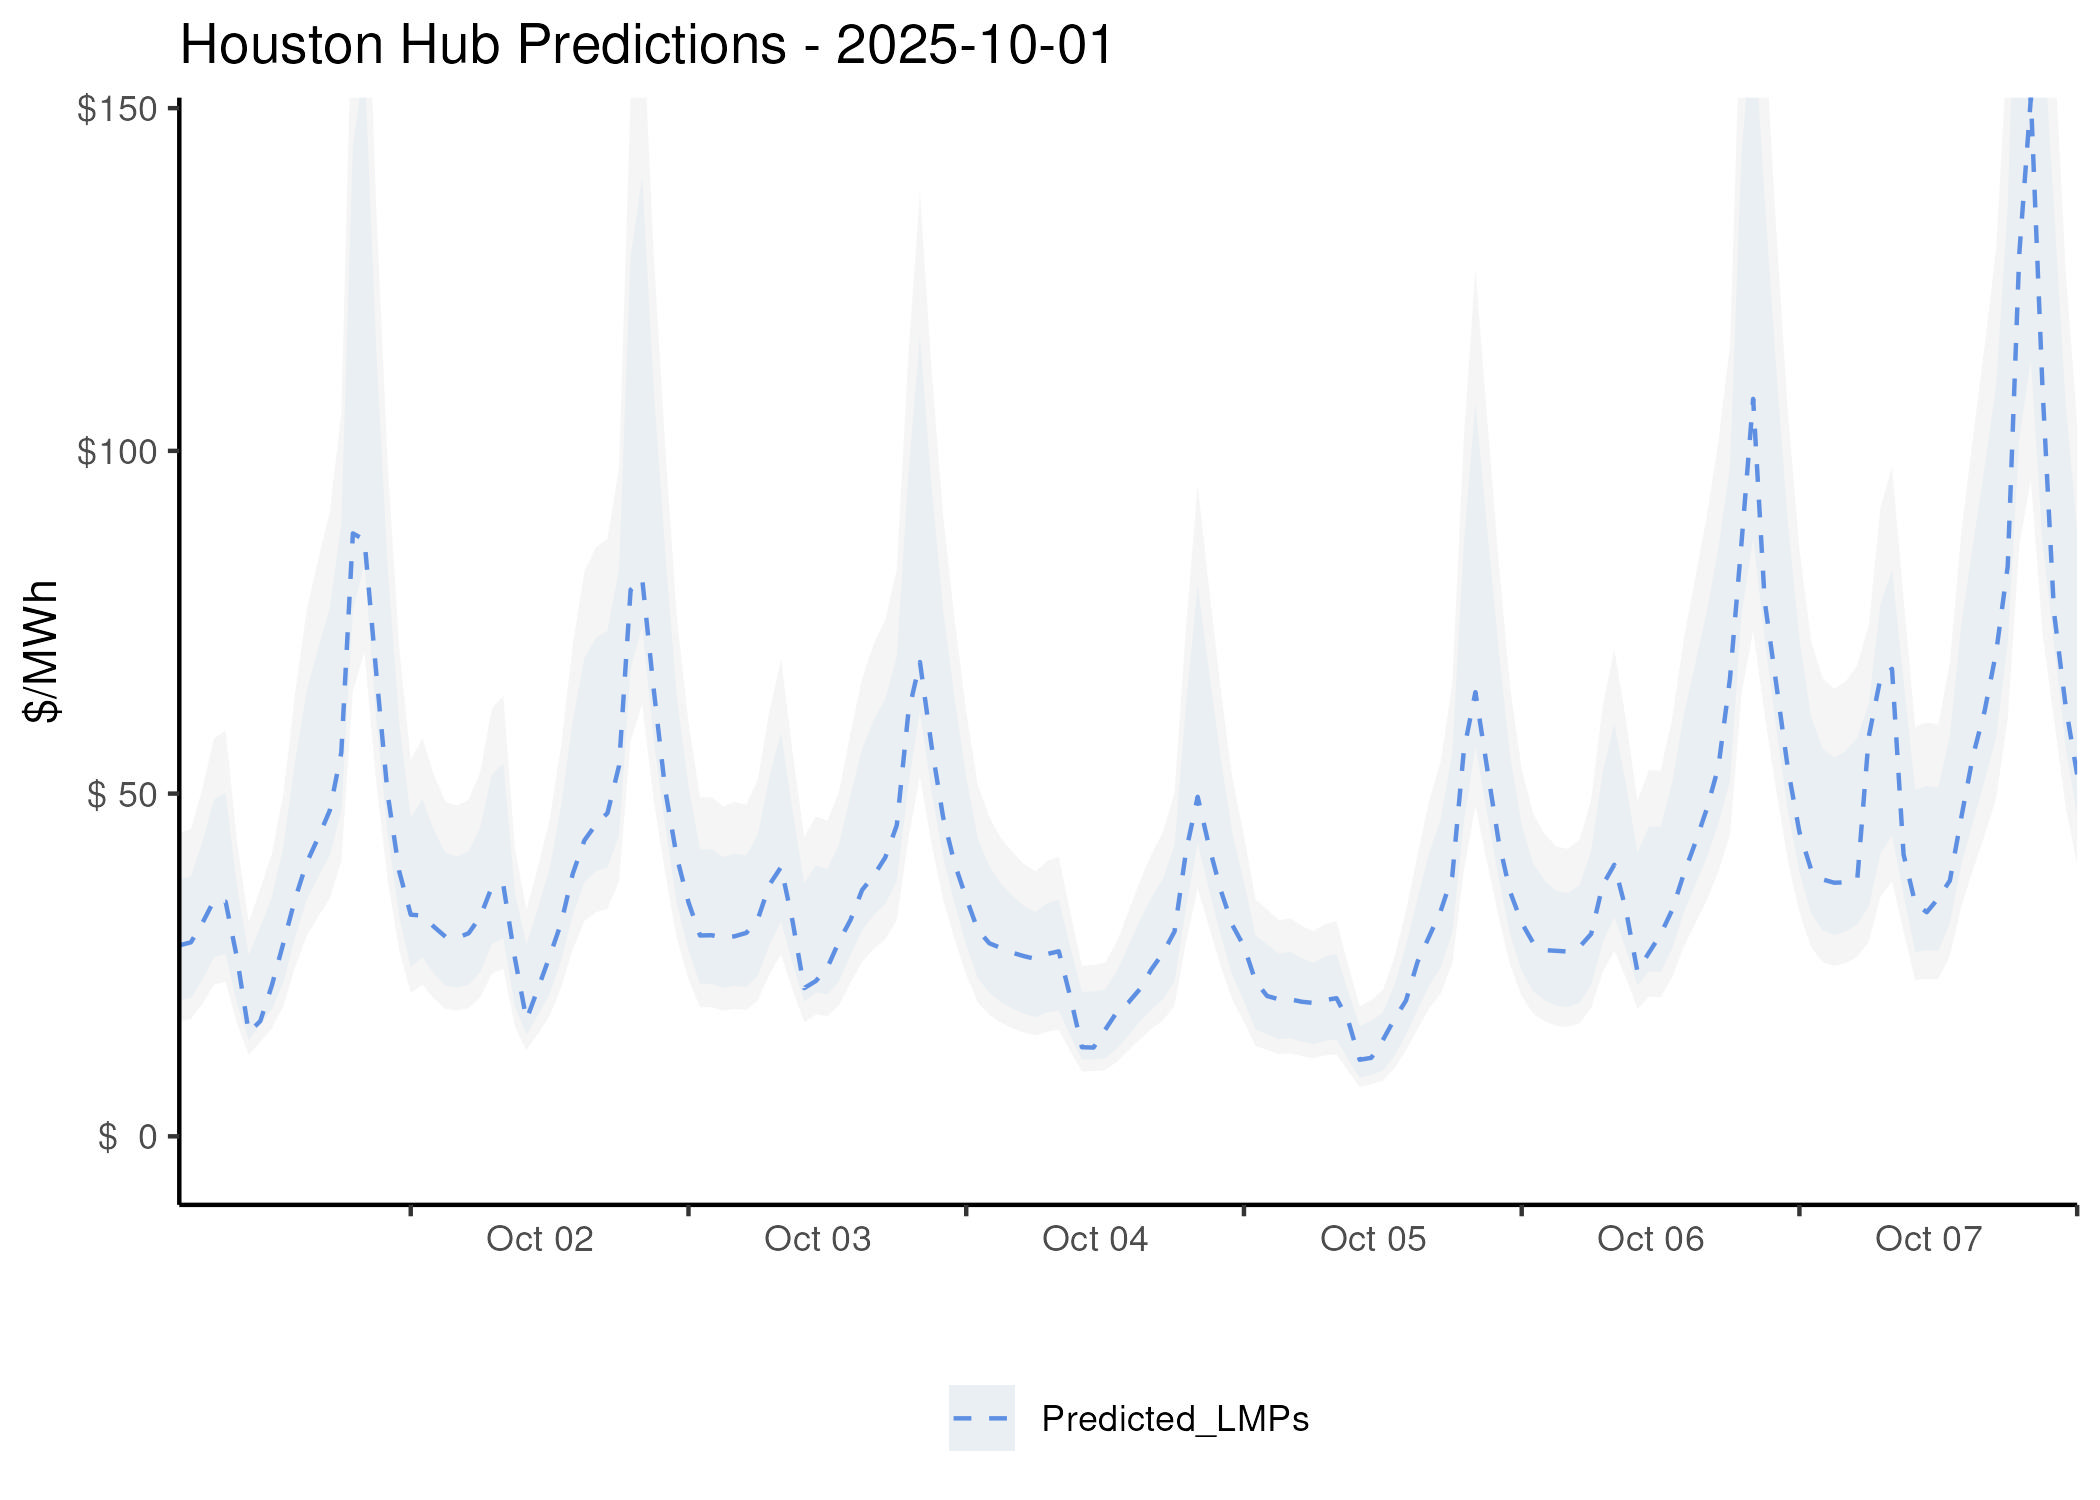 Houston Hub Predictions - 2025-10-01
$150
$100
$ 50
$ 0
$/MWh
Oct 02 Oct 03 Oct 04 Oct 05 Oct 06 Oct 07
Predicted_LMPs